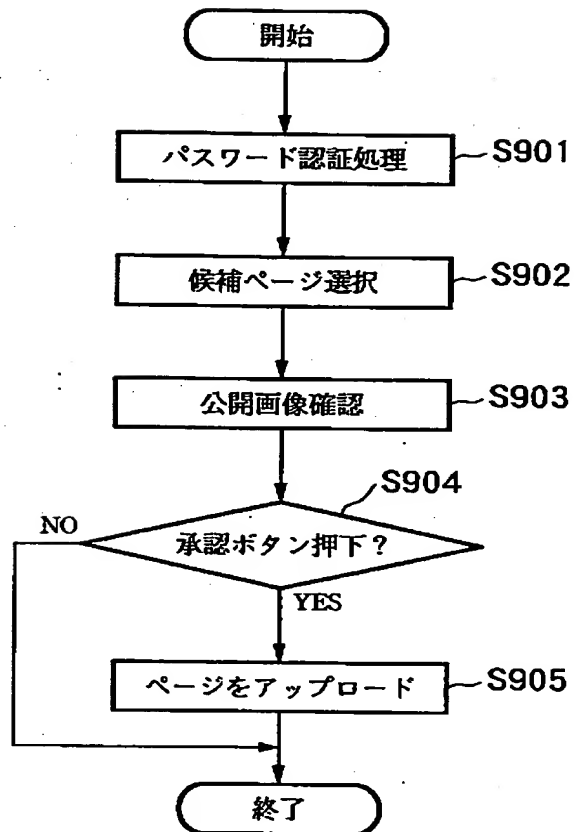 開始
パスワード認証処理
S901
候補ページ選択
S902
公開画像確認
S903
S904
承認ボタン押下?
NO
YES
ページをアップロード
S905
終了